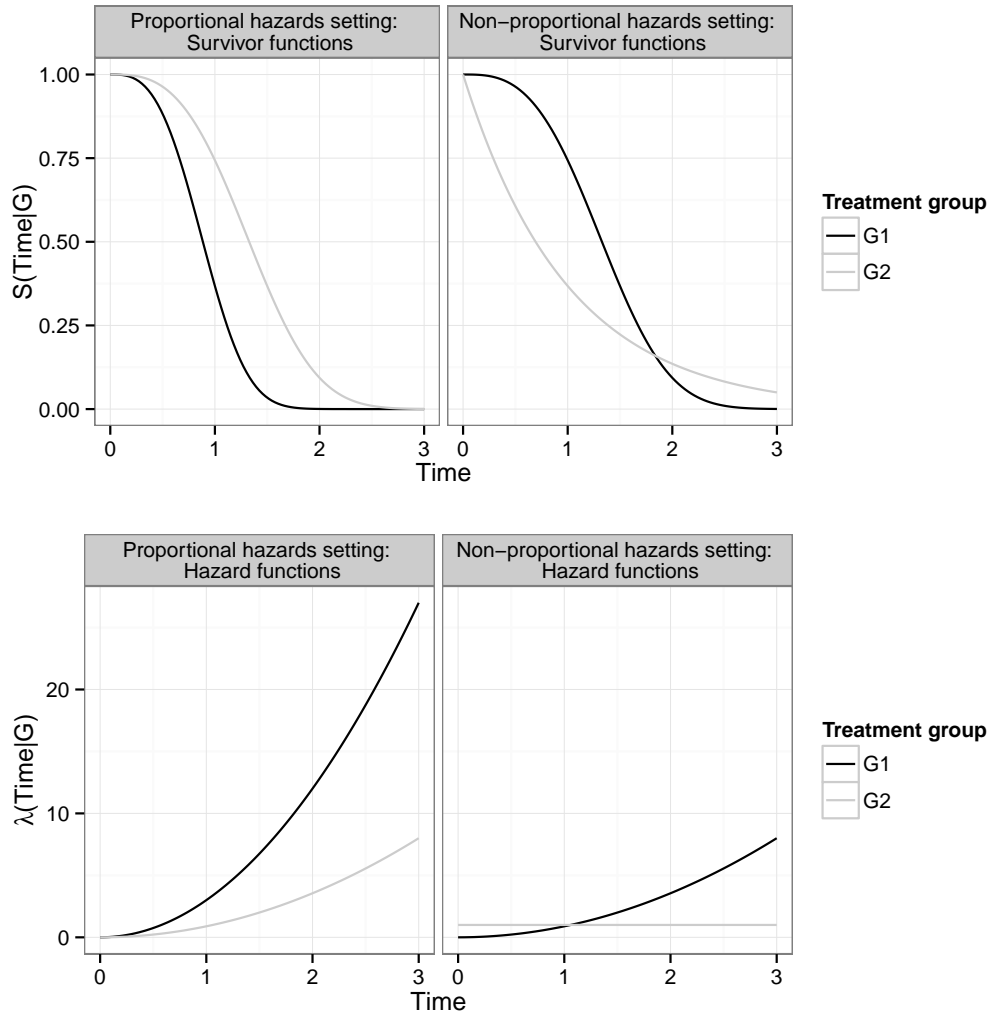 Proportional hazards setting:
Survivor functions
Non−proportional hazards setting:
Survivor functions
1.00
0.75
0.50
0.25
0.00
S(Time|G)
0 1 2 3
0 1 2 3
Time
Treatment group
G1
G2
Proportional hazards setting:
Hazard functions
Non−proportional hazards setting:
Hazard functions
20
10
0
λ(Time|G)
0 1 2 3
0 1 2 3
Time
Treatment group
G1
G2